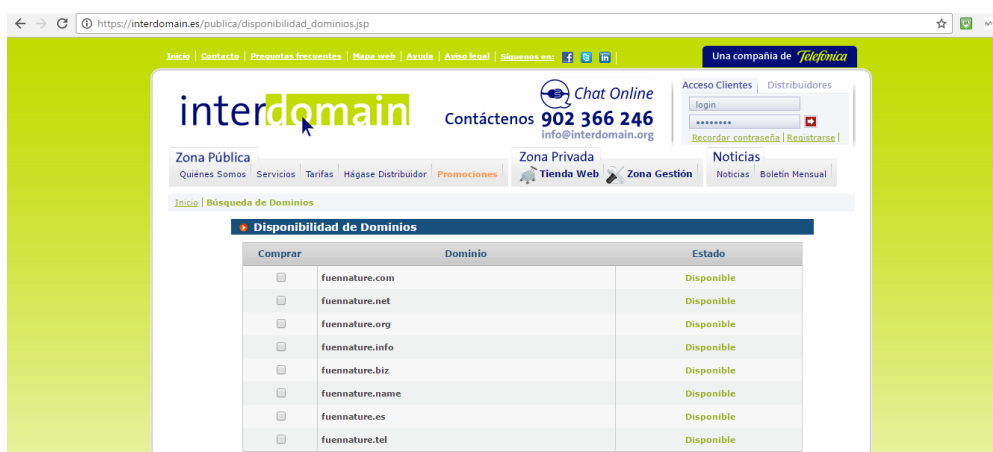 https://interdomain.es/publica/disponibilidad_dominios.jsp
Inicio | Contacto | Preguntas frecuentes | Mapa web | Ayuda | Aviso legal | Síguenos en: |
Una compañía de Telefónica
interdomain
Chat Online
Contáctenos 902 366 246
info@interdomain.org
Acceso Clientes | Distribuidores
login
••••••••
Recordar contraseña | Registrarse |
Zona Pública
Quiénes Somos | Servicios | Tarifas | Hágase Distribuidor | Promociones
Zona Privada
Tienda Web | Zona Gestión
Noticias
Noticias | Boletín Mensual
Inicio | Búsqueda de Dominios
Disponibilidad de Dominios
Comprar Dominio Estado
fuennature.com Disponible
fuennature.net Disponible
fuennature.org Disponible
fuennature.info Disponible
fuennature.biz Disponible
fuennature.name Disponible
fuennature.es Disponible
fuennature.tel Disponible